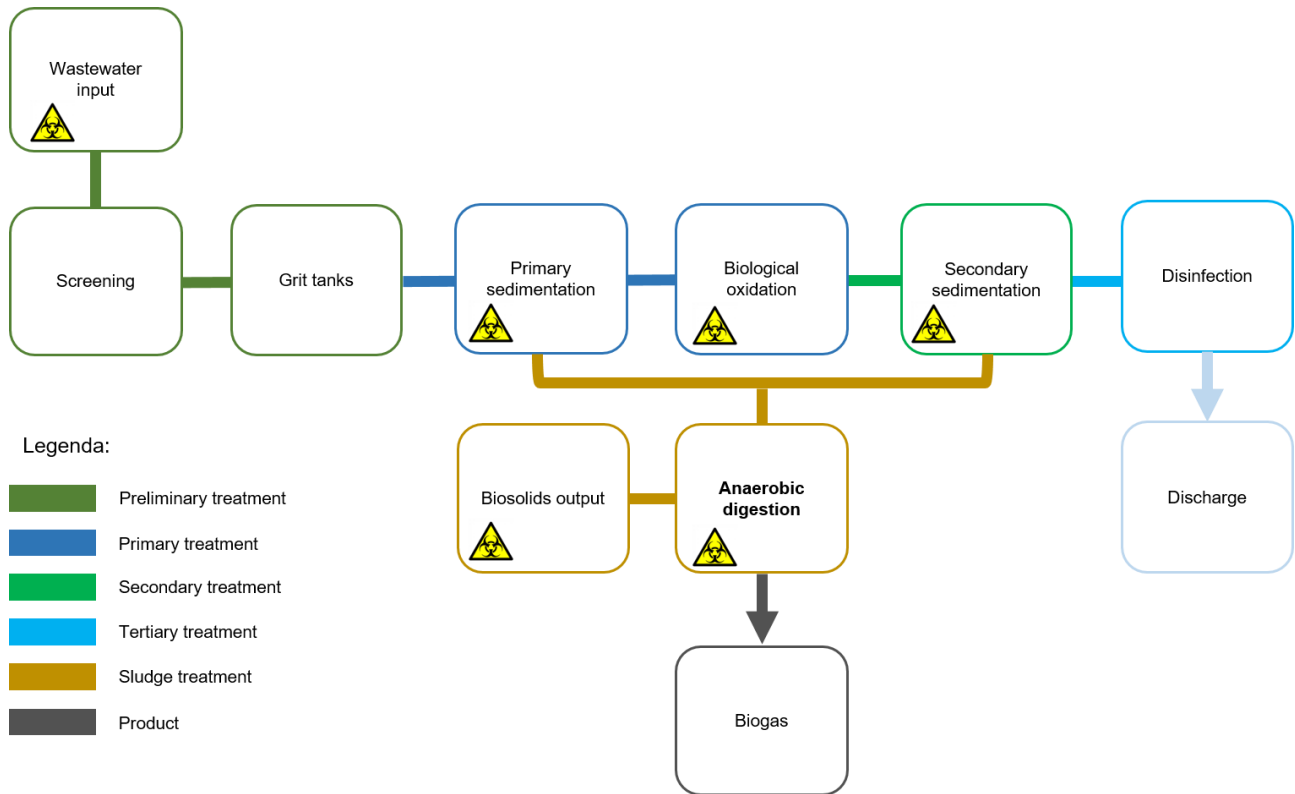 Wastewater
input
Screening
Grit tanks
Primary
sedimentation
Biological
oxidation
Secondary
sedimentation
Disinfection
Legenda:
Preliminary treatment
Primary treatment
Secondary treatment
Tertiary treatment
Sludge treatment
Product
Biosolids output
Anaerobic
digestion
Discharge
Biogas